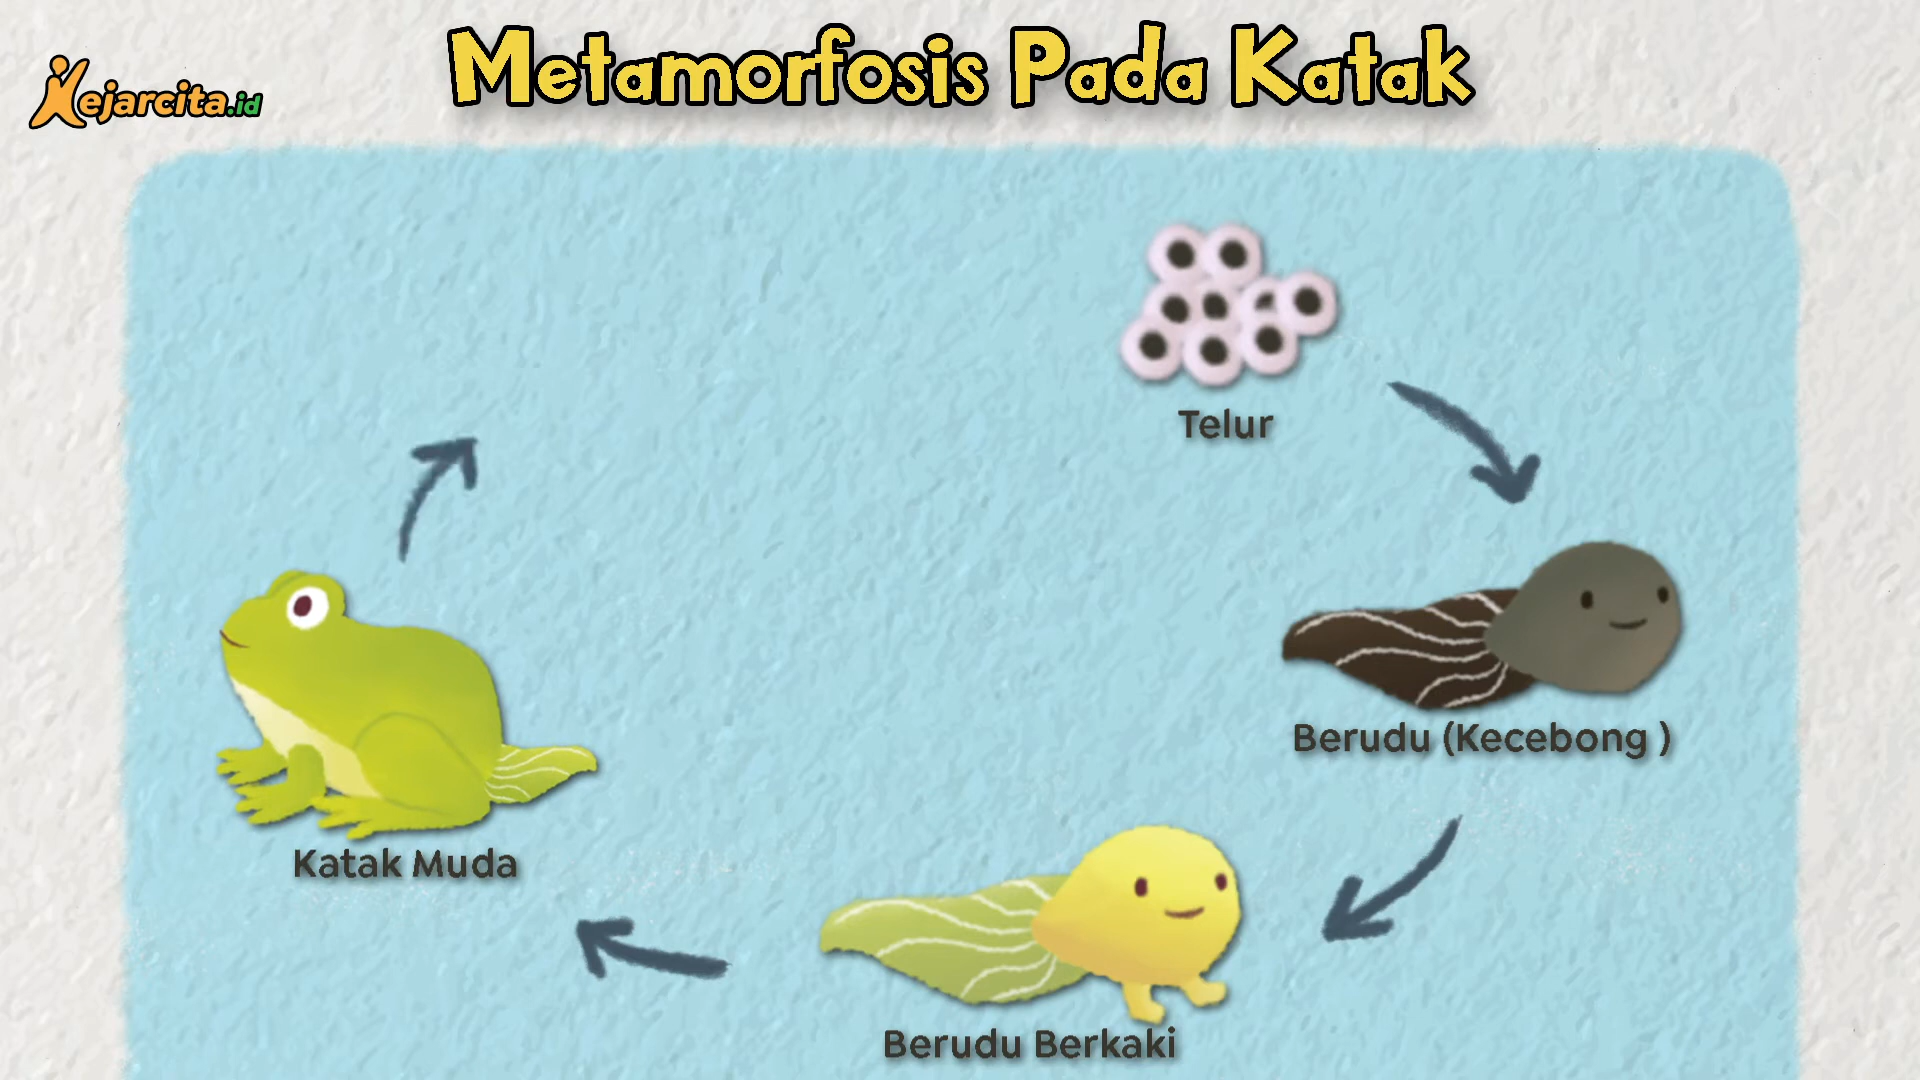 Kejarcita.id
Metamorfosis Pada Katak
Telur
Berudu (Kecebong )
Berudu Berkaki
Katak Muda